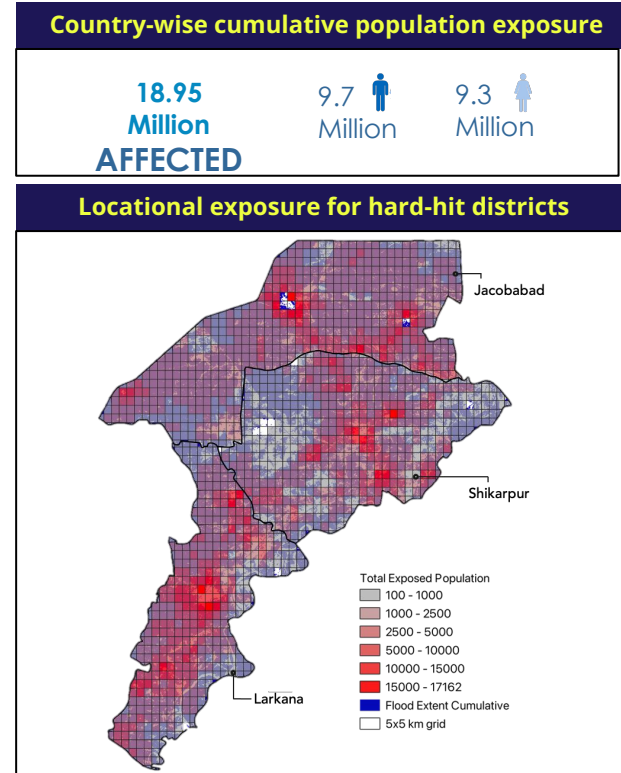 Country-wise cumulative population exposure
18.95
Million
AFFECTED
9.7
Million
9.3
Million
Locational exposure for hard-hit districts
Jacobabad
Shikarpur
Larkana
Total Exposed Population
100 - 1000
1000 - 2500
2500 - 5000
5000 - 10000
10000 - 15000
15000 - 17162
Flood Extent Cumulative
5x5 km grid